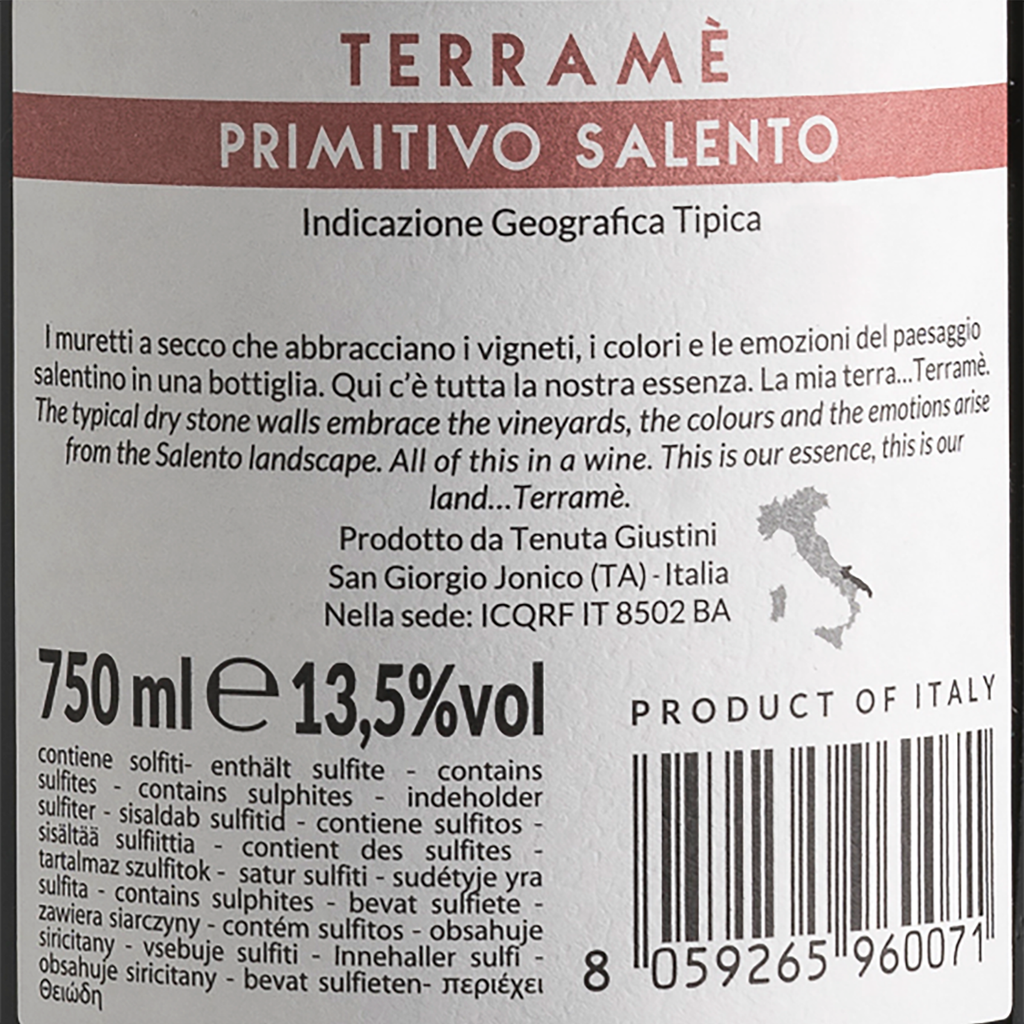 TERRAMÈ
PRIMITIVO SALENTO
Indicazione Geografica Tipica
I muretti a secco che abbracciano i vigneti, i colori e le emozioni del paesaggio
salentino in una bottiglia. Qui c’è tutta la nostra essenza. La mia terra...Terramè.
The typical dry stone walls embrace the vineyards, the colours and the emotions arise
from the Salento landscape. All of this in a wine. This is our essence, this is our
land...Terramè.
Prodotto da Tenuta Giustini
San Giorgio Jonico (TA) - Italia
Nella sede: ICQRF IT 8502 BA
750 ml ℮ 13,5%vol
contiene solfiti- enthält sulfite - contains
sulfites - contains sulphites - indeholder
sulfiter - sisaldab sulfitid - contiene sulfitos -
sisältää sulfiittia - contient des sulfites -
tartalmaz szulfitok - satur sulfiti - sudétyje yra
sulfita - contains sulphites - bevat sulfiete -
zawiera siarczyny - contém sulfitos - obsahuje
siricitany - vsebuje sulfiti - Innehaller sulfi -
obsahuje siricitany - bevat sulfieten- περιέχει
θειώδη
PRODUCT OF ITALY
8 059265 960071